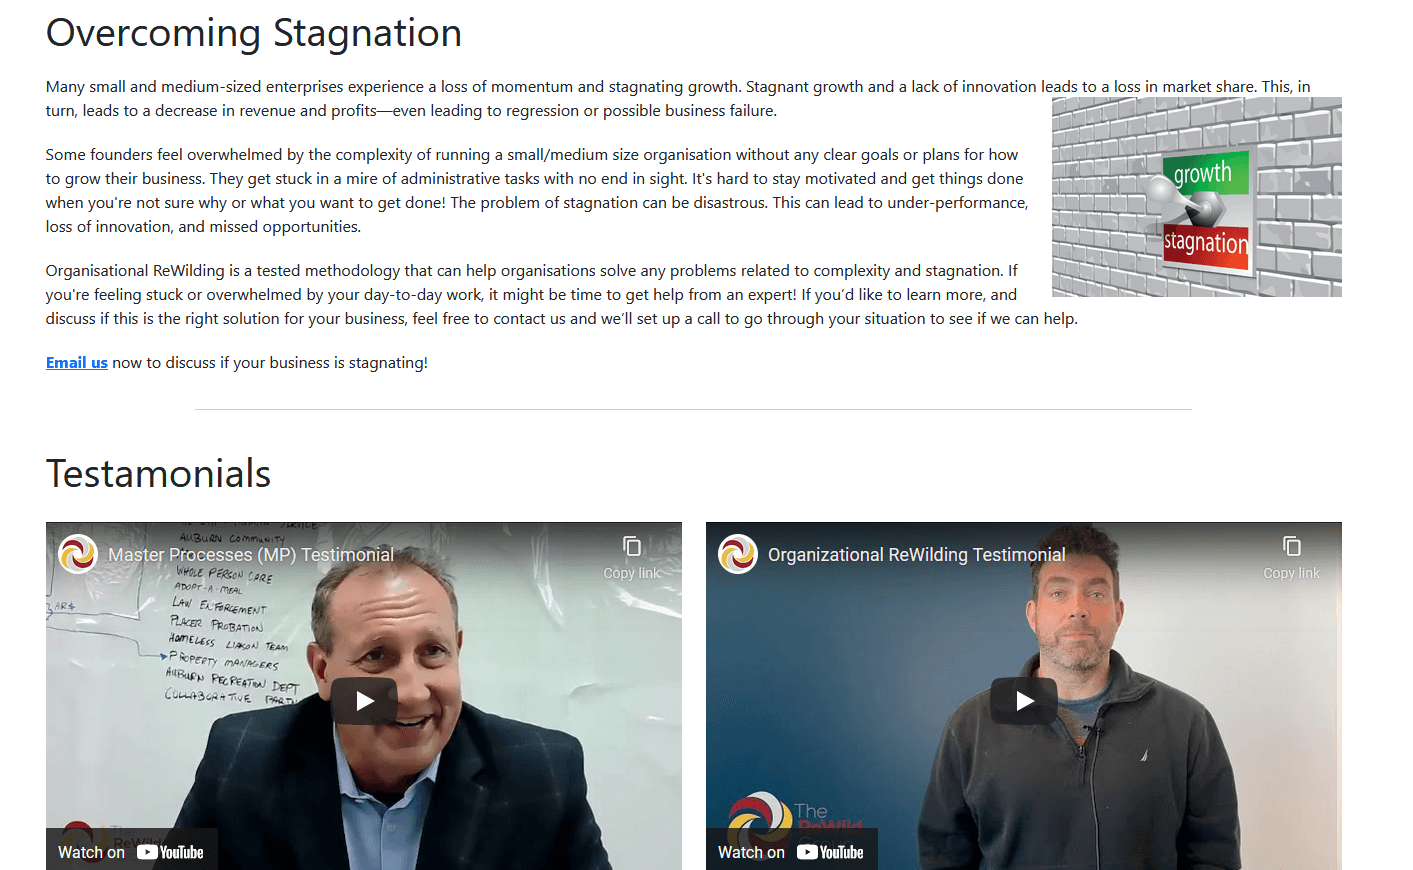 Overcoming Stagnation
Many small and medium-sized enterprises experience a loss of momentum and stagnating growth. Stagnant growth and a lack of innovation leads to a loss in market share. This, in
turn, leads to a decrease in revenue and profits—even leading to regression or possible business failure.
Some founders feel overwhelmed by the complexity of running a small/medium size organisation without any clear goals or plans for how
to grow their business. They get stuck in a mire of administrative tasks with no end in sight. It's hard to stay motivated and get things done
when you're not sure why or what you want to get done! The problem of stagnation can be disastrous. This can lead to under-performance,
loss of innovation, and missed opportunities.
growth
stagnation
Organisational ReWilding is a tested methodology that can help organisations solve any problems related to complexity and stagnation. If
you're feeling stuck or overwhelmed by your day-to-day work, it might be time to get help from an expert! If you’d like to learn more, and
discuss if this is the right solution for your business, feel free to contact us and we’ll set up a call to go through your situation to see if we can help.
Email us now to discuss if your business is stagnating!
Testamonials
Master Processes (MP) Testimonial
Copy link
AUBURN COMMUNITY
WHOLE PERSON CARE
ADOPT-A-MEAL
LAW ENFORCEMENT
PLACER PROBATION
HOMELESS LIAISON TEAM
PROPERTY MANAGERS
AUBURN RECREATION DEPT
COLLABORATIVE
Watch on YouTube
Organizational ReWilding Testimonial
Copy link
The
ReWild
Watch on YouTube